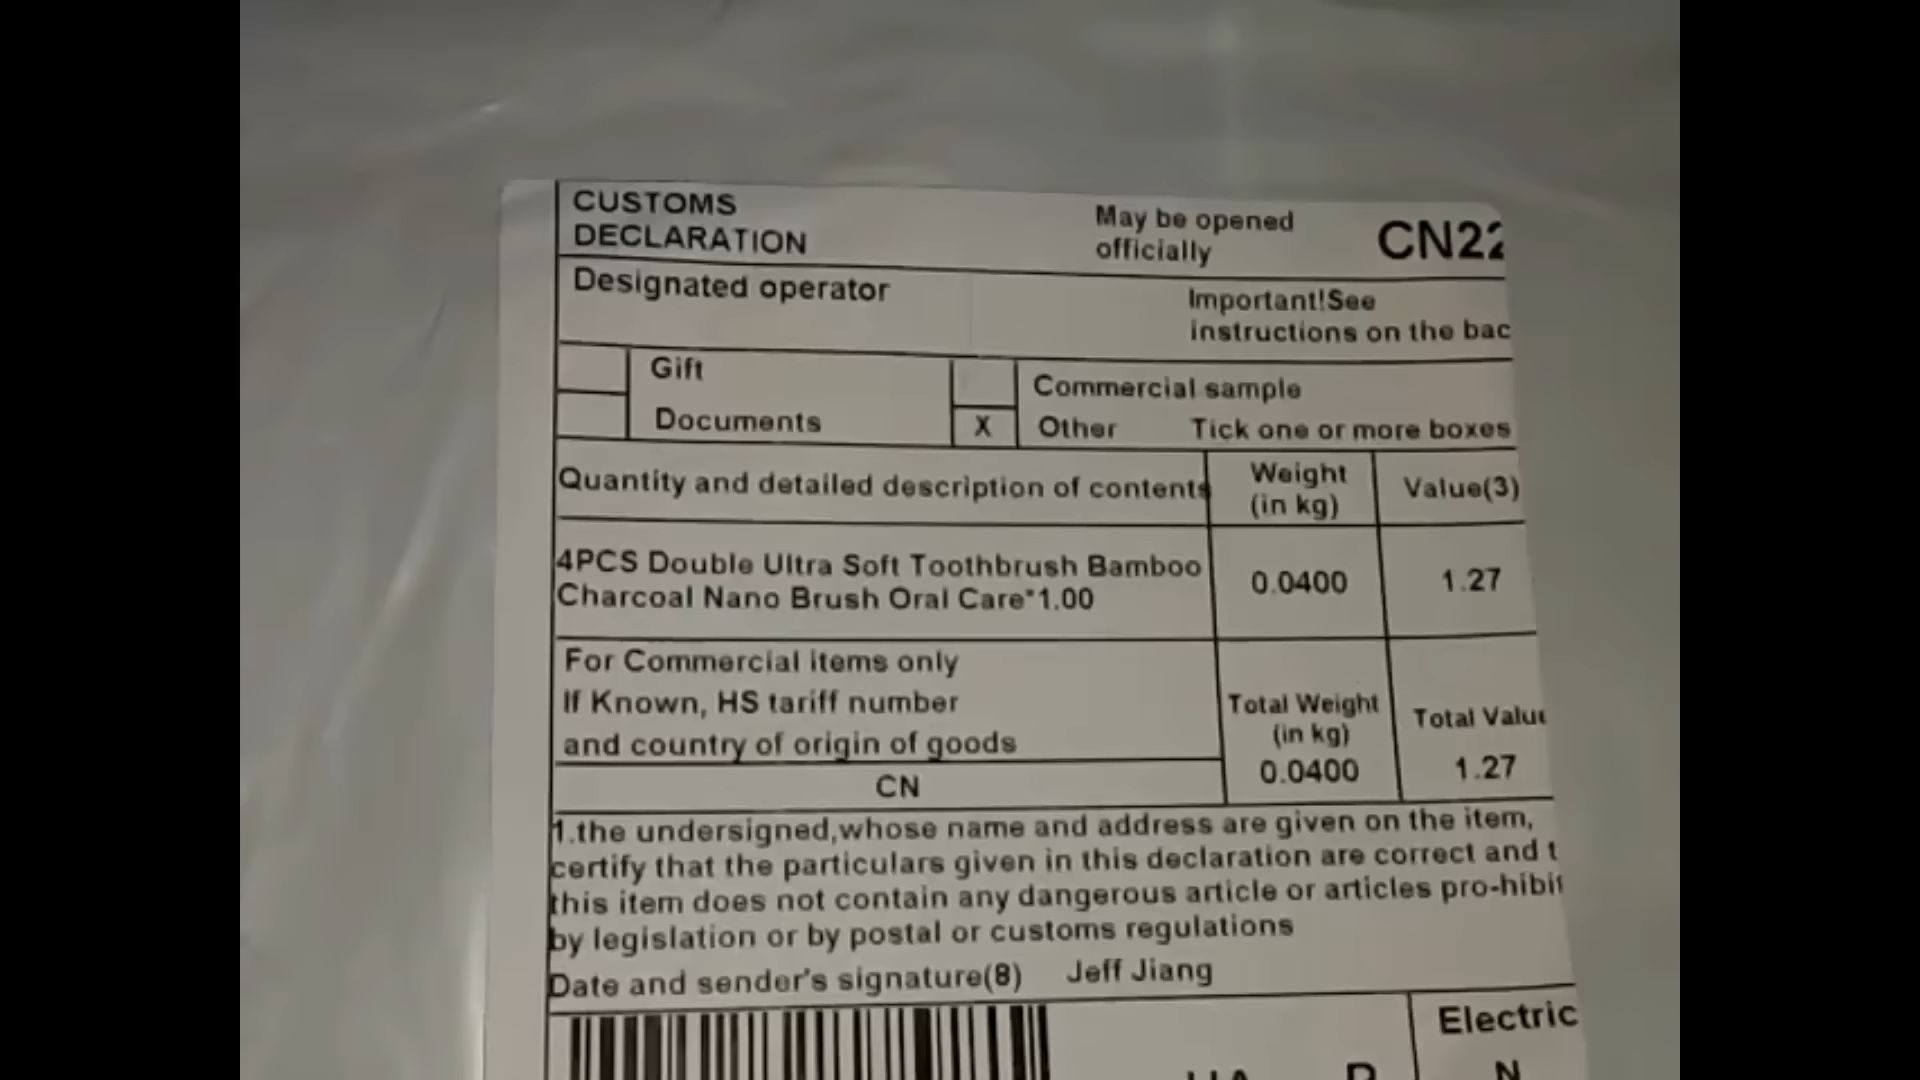 CUSTOMS
DECLARATION
May be opened
officially
CN22
Designated operator
Important!See
instructions on the bac
Gift
Commercial sample
Documents
X
Other
Tick one or more boxes
Quantity and detailed description of contents
Weight
(in kg)
Value(3)
4PCS Double Ultra Soft Toothbrush Bamboo
Charcoal Nano Brush Oral Care*1.00
0.0400
1.27
For Commercial items only
If Known, HS tariff number
and country of origin of goods
CN
Total Weight
(in kg)
0.0400
Total Value
1.27
1.the undersigned,whose name and address are given on the item,
certify that the particulars given in this declaration are correct and t
this item does not contain any dangerous article or articles pro-hibit
by legislation or by postal or customs regulations
Date and sender's signature(8) Jeff Jiang
Electric